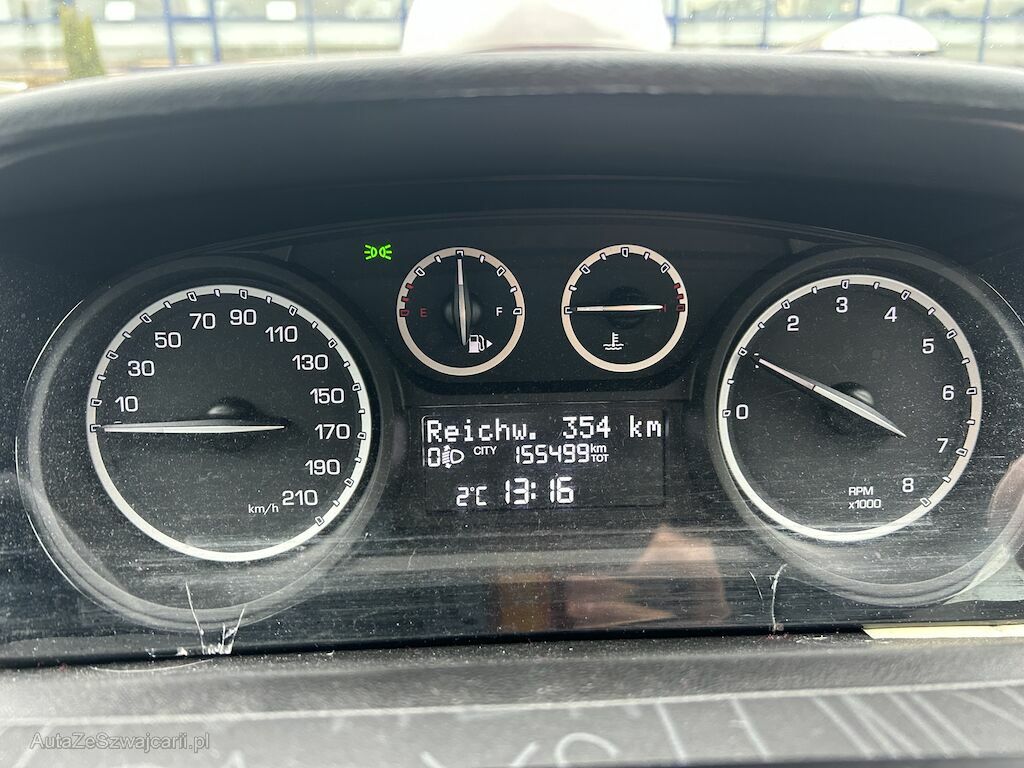 E
F
H
10
30
50
70
90
110
130
150
170
190
210
km/h
0
2
3
4
5
6
7
8
RPM
x1000
Reichw. 354 km
0 CITY 155499 km TOT
2°C 13:16
AutaZeSzwajcarii.pl